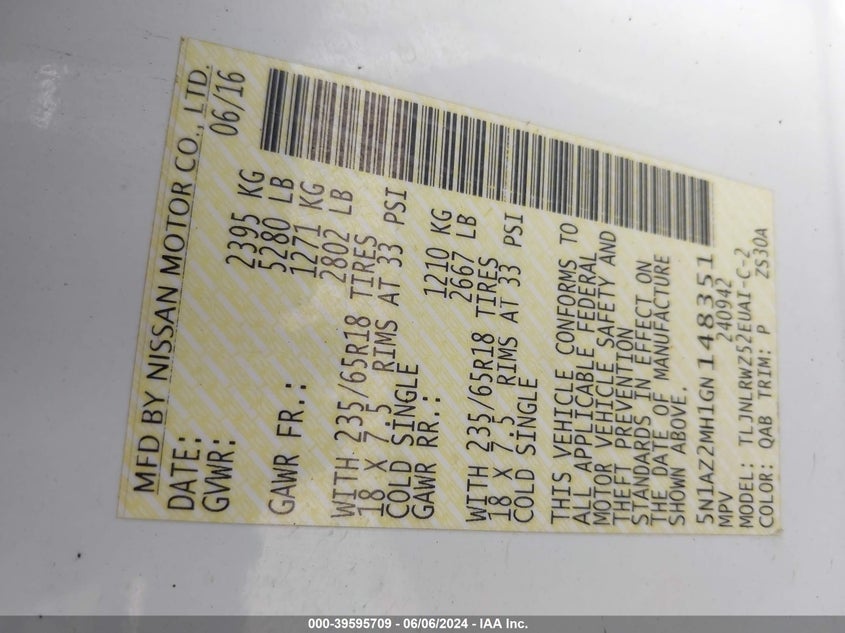 MFD BY NISSAN MOTOR CO., LTD.
DATE: 06/16
GVWR: 2395 KG
5280 LB
GAWR FR.: 1271 KG
2802 LB
WITH 235/65R18 TIRES
18 X 7.5 RIMS AT 33 PSI
COLD SINGLE
GAWR RR.: 1210 KG
2667 LB
WITH 235/65R18 TIRES
18 X 7.5 RIMS AT 33 PSI
COLD SINGLE
THIS VEHICLE CONFORMS TO
ALL APPLICABLE FEDERAL
MOTOR VEHICLE SAFETY AND
THEFT PREVENTION
STANDARDS IN EFFECT ON
THE DATE OF MANUFACTURE
SHOWN ABOVE.
5N1AZ2MH1GN148351
MPV 240942
MODEL: TLJNLRWZ52EUAI-C-2
COLOR: QAB TRIM: P ZS30A
000-39595709 - 06/06/2024 - IAA Inc.